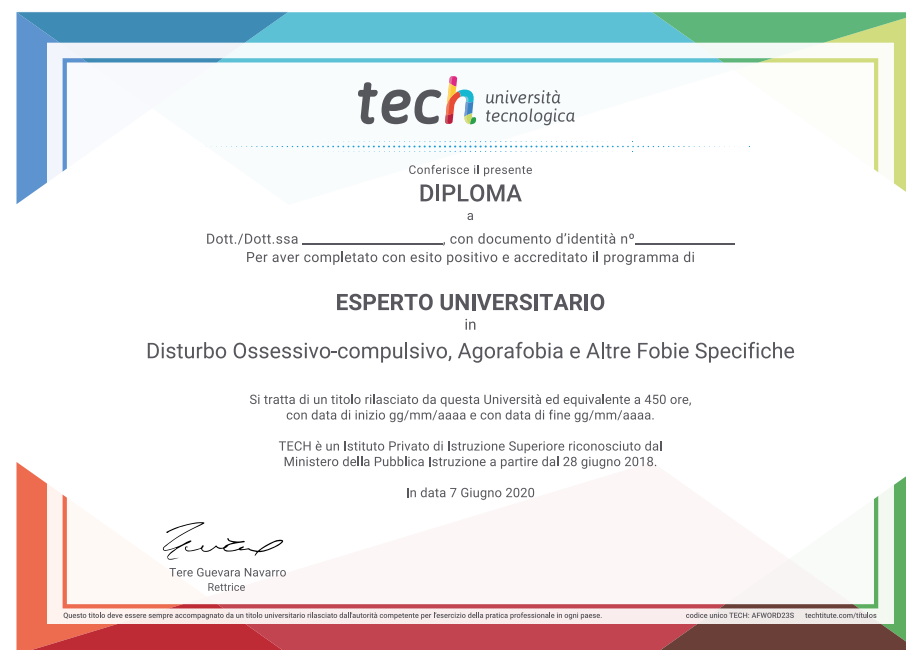 tech università
tecnologica
Conferisce il presente
DIPLOMA
a
Dott./Dott.ssa ____________________, con documento d'identità nº______________
Per aver completato con esito positivo e accreditato il programma di
ESPERTO UNIVERSITARIO
in
Disturbo Ossessivo-compulsivo, Agorafobia e Altre Fobie Specifiche
Si tratta di un titolo rilasciato da questa Università ed equivalente a 450 ore,
con data di inizio gg/mm/aaaa e con data di fine gg/mm/aaaa.
TECH è un Istituto Privato di Istruzione Superiore riconosciuto dal
Ministero della Pubblica Istruzione a partire dal 28 giugno 2018.
In data 7 Giugno 2020
Tere Guevara Navarro
Rettrice
Questo titolo deve essere sempre accompagnato da un titolo universitario rilasciato dall'autorità competente per l'esercizio della pratica professionale in ogni paese. codice unico TECH: AFWORD23S techtitute.com/titulos